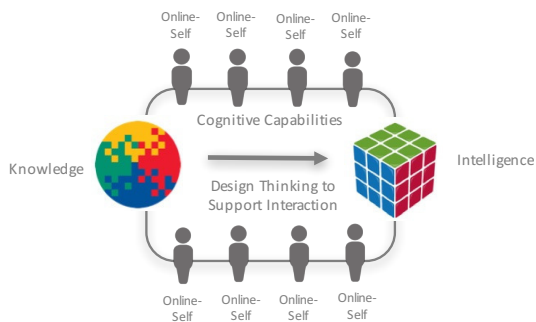 Online-
Self
Online-
Self
Online-
Self
Online-
Self
Cognitive Capabilities
Knowledge
Intelligence
Design Thinking to
Support Interaction
Online-
Self
Online-
Self
Online-
Self
Online-
Self